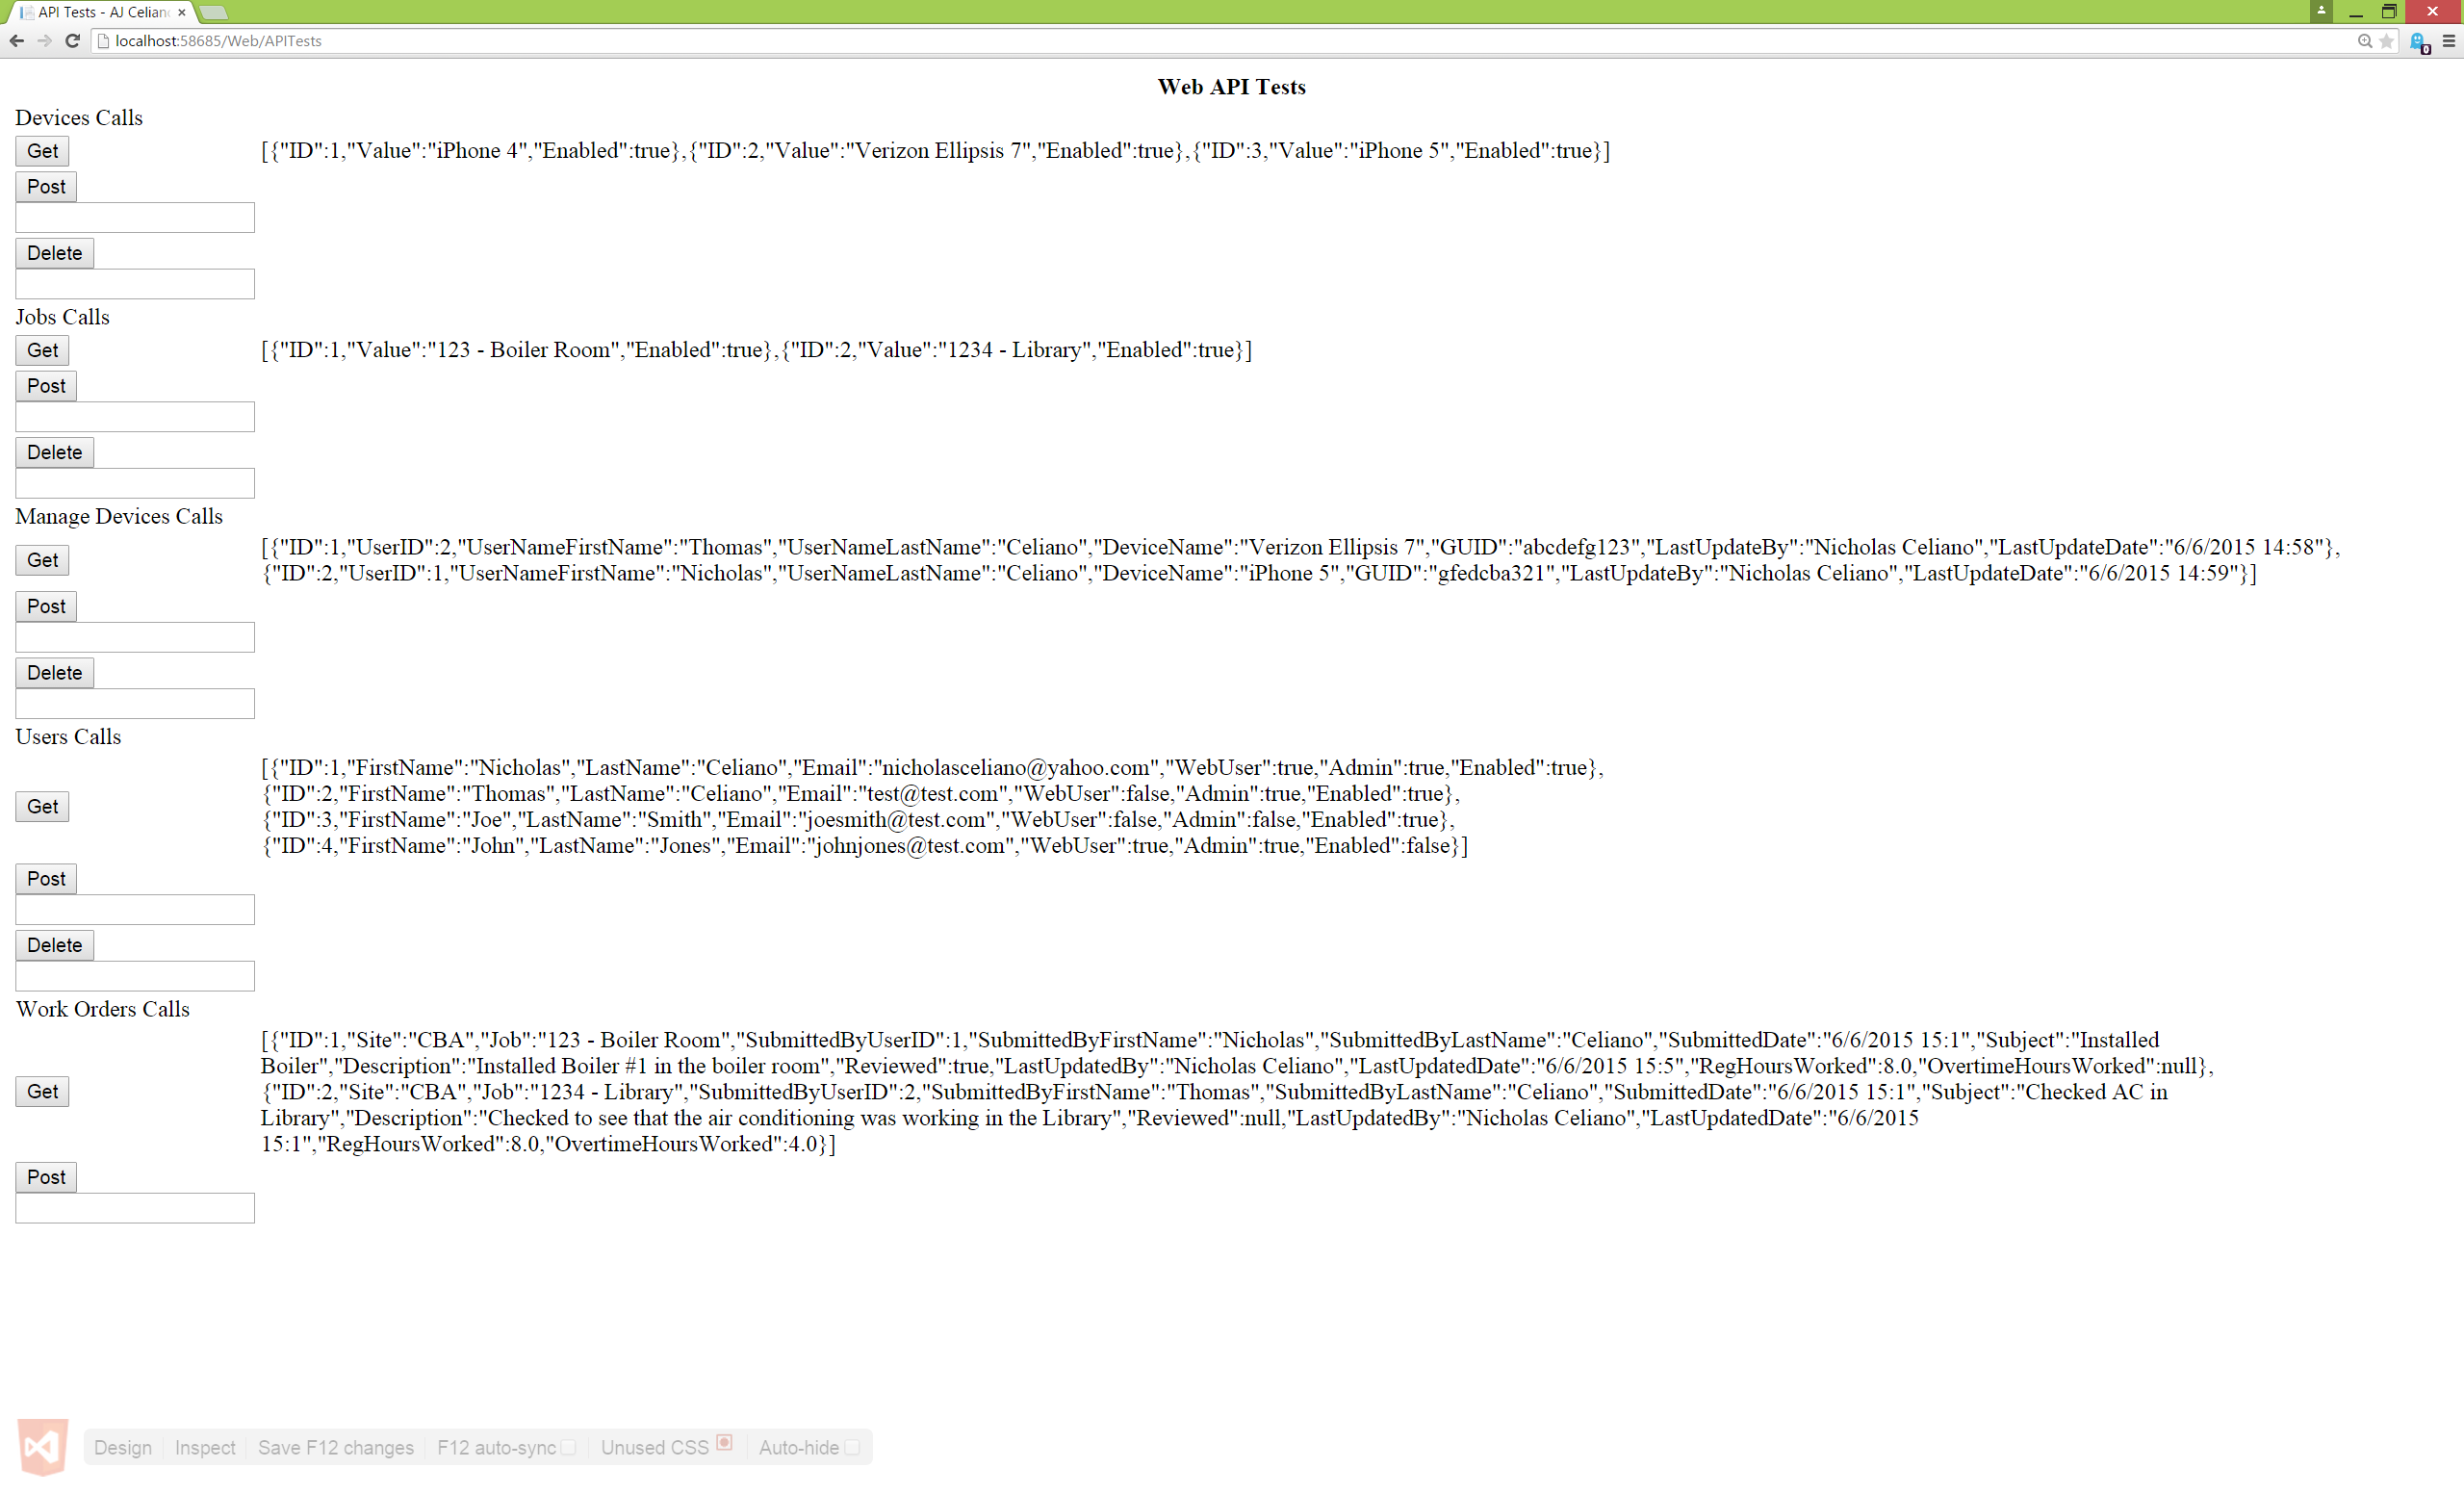 API Tests - AJ Celian
localhost:58685/Web/APITests
0
Web API Tests
Devices Calls
Get
[{"ID":1,"Value":"iPhone 4","Enabled":true},{"ID":2,"Value":"Verizon Ellipsis 7","Enabled":true},{"ID":3,"Value":"iPhone 5","Enabled":true}]
Post
Delete
Jobs Calls
Get
[{"ID":1,"Value":"123 - Boiler Room","Enabled":true},{"ID":2,"Value":"1234 - Library","Enabled":true}]
Post
Delete
Manage Devices Calls
Get
[{"ID":1,"UserID":2,"UserNameFirstName":"Thomas","UserNameLastName":"Celiano","DeviceName":"Verizon Ellipsis 7","GUID":"abcdefg123","LastUpdateBy":"Nicholas Celiano","LastUpdateDate":"6/6/2015 14:58"},
{"ID":2,"UserID":1,"UserNameFirstName":"Nicholas","UserNameLastName":"Celiano","DeviceName":"iPhone 5","GUID":"gfedcba321","LastUpdateBy":"Nicholas Celiano","LastUpdateDate":"6/6/2015 14:59"}]
Post
Delete
Users Calls
Get
[{"ID":1,"FirstName":"Nicholas","LastName":"Celiano","Email":"nicholasceliano@yahoo.com","WebUser":true,"Admin":true,"Enabled":true},
{"ID":2,"FirstName":"Thomas","LastName":"Celiano","Email":"test@test.com","WebUser":false,"Admin":true,"Enabled":true},
{"ID":3,"FirstName":"Joe","LastName":"Smith","Email":"joesmith@test.com","WebUser":false,"Admin":false,"Enabled":true},
{"ID":4,"FirstName":"John","LastName":"Jones","Email":"johnjones@test.com","WebUser":true,"Admin":true,"Enabled":false}]
Post
Delete
Work Orders Calls
Get
[{"ID":1,"Site":"CBA","Job":"123 - Boiler Room","SubmittedByUserID":1,"SubmittedByFirstName":"Nicholas","SubmittedByLastName":"Celiano","SubmittedDate":"6/6/2015 15:1","Subject":"Installed
Boiler","Description":"Installed Boiler #1 in the boiler room","Reviewed":true,"LastUpdatedBy":"Nicholas Celiano","LastUpdatedDate":"6/6/2015 15:5","RegHoursWorked":8.0,"OvertimeHoursWorked":null},
{"ID":2,"Site":"CBA","Job":"1234 - Library","SubmittedByUserID":2,"SubmittedByFirstName":"Thomas","SubmittedByLastName":"Celiano","SubmittedDate":"6/6/2015 15:1","Subject":"Checked AC in
Library","Description":"Checked to see that the air conditioning was working in the Library","Reviewed":null,"LastUpdatedBy":"Nicholas Celiano","LastUpdatedDate":"6/6/2015
15:1","RegHoursWorked":8.0,"OvertimeHoursWorked":4.0}]
Post
Design Inspect Save F12 changes F12 auto-sync Unused CSS Auto-hide